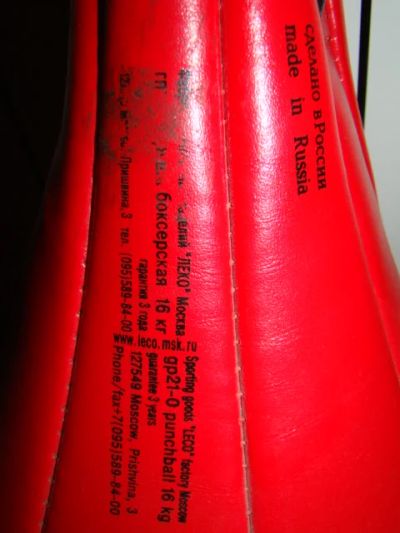 сделано в России
made in Russia
изделий "ЛЕКО" Москва
боксерская 16 кг
гарантия 3 года
Пришвина, 3 тел. (095)589-84-00
www.leco.msk.ru
Sporting goods "LECO" factory Moscow
gp21-0 punchball 16 kg
guarantee 3 years
127549 Moscow, Prishvina, 3
Phone/fax+7(095)589-84-00